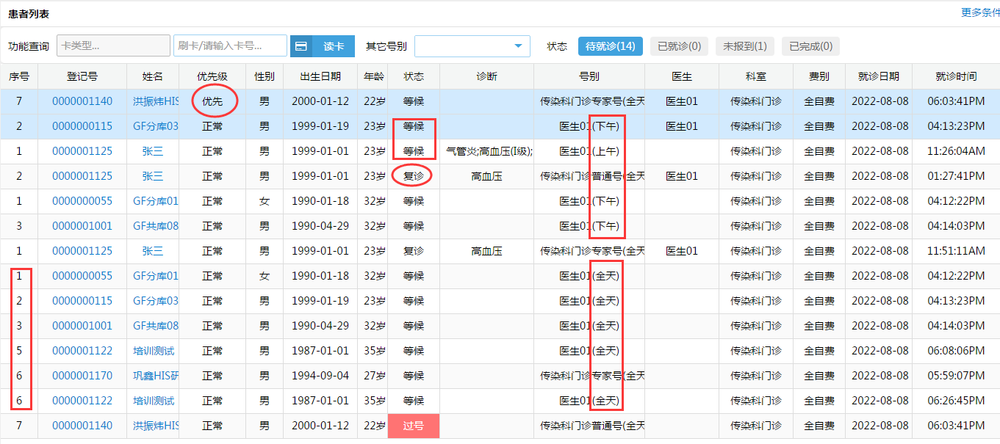 患者列表 更多条件
功能查询 卡类型... 刷卡/请输入卡号... 读卡 其它号别 状态 待就诊(14) 已就诊(0) 未报到(1) 已完成(0)
序号 登记号 姓名 优先级 性别 出生日期 年龄 状态 诊断 号别 医生 科室 费别 就诊日期 就诊时间
7 0000001140 洪振炜HIS 优先 男 2000-01-12 22岁 等候 传染科门诊专家号(全天 医生01 传染科门诊 全自费 2022-08-08 06:03:41PM
2 0000000115 GF分库03 正常 男 1999-01-19 23岁 等候 医生01(下午) 医生01 传染科门诊 全自费 2022-08-08 04:13:23PM
1 0000001125 张三 正常 男 1999-01-01 23岁 等候 气管炎;高血压(I级); 医生01(上午) 传染科门诊 全自费 2022-08-08 11:26:04AM
2 0000001125 张三 正常 男 1999-01-01 23岁 复诊 高血压 传染科门诊普通号(全天 医生01 传染科门诊 全自费 2022-08-08 01:27:41PM
1 0000000055 GF分库01 正常 女 1990-01-18 32岁 等候 医生01(下午) 传染科门诊 全自费 2022-08-08 04:12:22PM
3 0000001001 GF共库08 正常 男 1990-04-29 32岁 等候 医生01(下午) 传染科门诊 全自费 2022-08-08 04:14:03PM
1 0000001125 张三 正常 男 1999-01-01 23岁 复诊 高血压 传染科门诊专家号(全天 医生01 传染科门诊 全自费 2022-08-08 11:51:11AM
1 0000000055 GF分库01 正常 女 1990-01-18 32岁 等候 医生01(全天) 传染科门诊 全自费 2022-08-08 04:12:22PM
2 0000000115 GF分库03 正常 男 1999-01-19 23岁 等候 医生01(全天) 传染科门诊 全自费 2022-08-08 04:13:23PM
3 0000001001 GF共库08 正常 男 1990-04-29 32岁 等候 医生01(全天) 传染科门诊 全自费 2022-08-08 04:14:03PM
5 0000001122 培训测试 正常 男 1987-01-01 35岁 等候 医生01(全天) 传染科门诊 全自费 2022-08-08 06:08:06PM
6 0000001170 巩鑫HIS研 正常 男 1994-09-04 27岁 等候 传染科门诊专家号(全天 传染科门诊 全自费 2022-08-08 05:59:07PM
6 0000001122 培训测试 正常 男 1987-01-01 35岁 等候 医生01(全天) 传染科门诊 全自费 2022-08-08 06:26:45PM
7 0000001140 洪振炜HIS 正常 男 2000-01-12 22岁 过号 传染科门诊普通号(全天 传染科门诊 全自费 2022-08-08 06:03:41PM